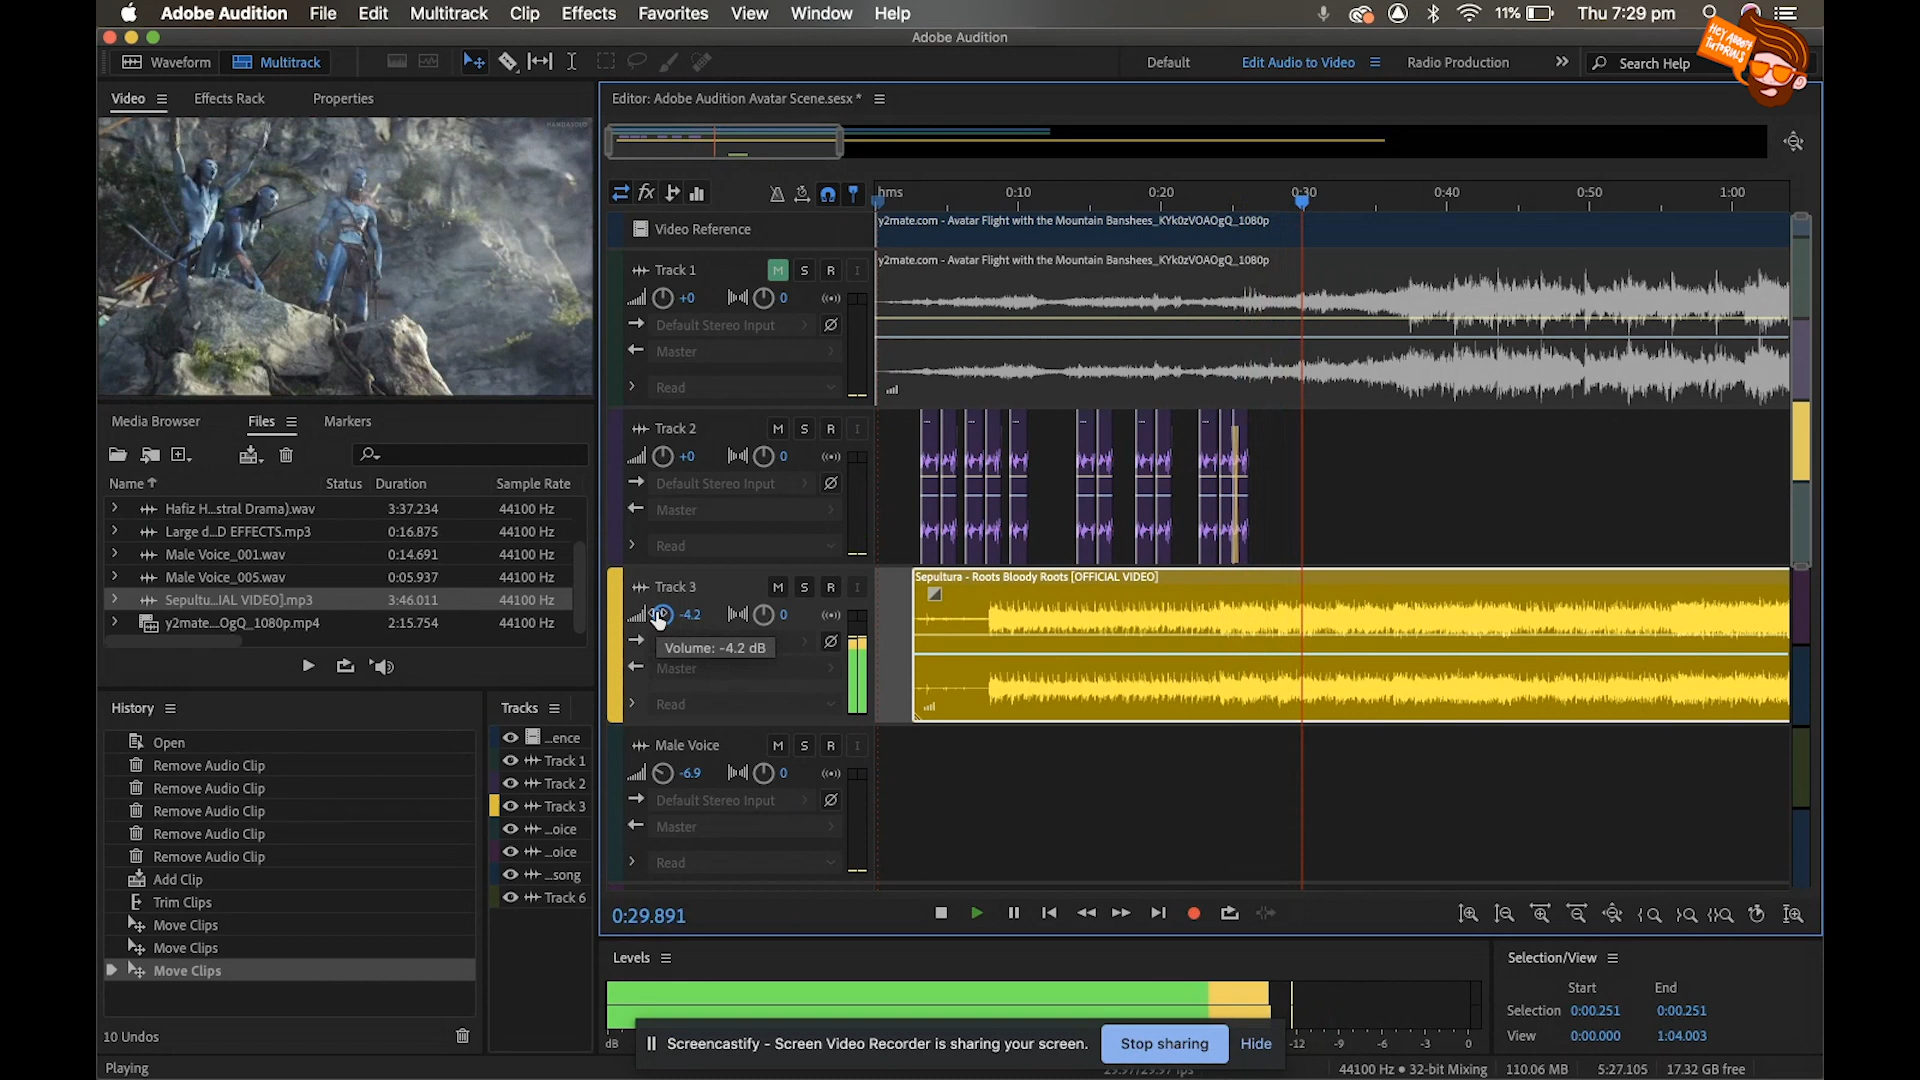 Adobe Audition File Edit Multitrack Clip Effects Favorites View Window Help 11% Thu 7:29 pm
Adobe Audition
HEY ADOBE TUTORIALS
Waveform Multitrack Default Edit Audio to Video Radio Production Search Help
Video Effects Rack Properties
Editor: Adobe Audition Avatar Scene.sesx *
hms 0:10 0:20 0:30 0:40 0:50 1:00
Video Reference
y2mate.com - Avatar Flight with the Mountain Banshees_KYk0zVOAOgQ_1080p
Track 1 M S R I
y2mate.com - Avatar Flight with the Mountain Banshees_KYk0zVOAOgQ_1080p
+0 0
Default Stereo Input
Master
Read
Track 2 M S R I
+0 0
Default Stereo Input
Master
Read
Track 3 M S R I
Sepultura - Roots Bloody Roots [OFFICIAL VIDEO]
-4.2 0
Volume: -4.2 dB
Master
Read
Male Voice M S R I
-6.9 0
Default Stereo Input
Master
Read
Media Browser Files Markers
Name Status Duration Sample Rate
Hafiz H...stral Drama).wav 3:37.234 44100 Hz
Large d...D EFFECTS.mp3 0:16.875 44100 Hz
Male Voice_001.wav 0:14.691 44100 Hz
Male Voice_005.wav 0:05.937 44100 Hz
Sepultu...IAL VIDEO].mp3 3:46.011 44100 Hz
y2mate....OgQ_1080p.mp4 2:15.754 44100 Hz
History
Open
Remove Audio Clip
Remove Audio Clip
Remove Audio Clip
Remove Audio Clip
Remove Audio Clip
Add Clip
Trim Clips
Move Clips
Move Clips
Move Clips
10 Undos
Playing
Tracks
...ence
Track 1
Track 2
Track 3
...oice
...oice
...song
Track 6
0:29.891
Levels
dB -12 -9 -6 -3 0
Screencastify - Screen Video Recorder is sharing your screen. Stop sharing Hide
Selection/View
Start End
Selection 0:00.251 0:00.251
View 0:00.000 1:04.003
44100 Hz • 32-bit Mixing 110.06 MB 5:27.105 17.32 GB free